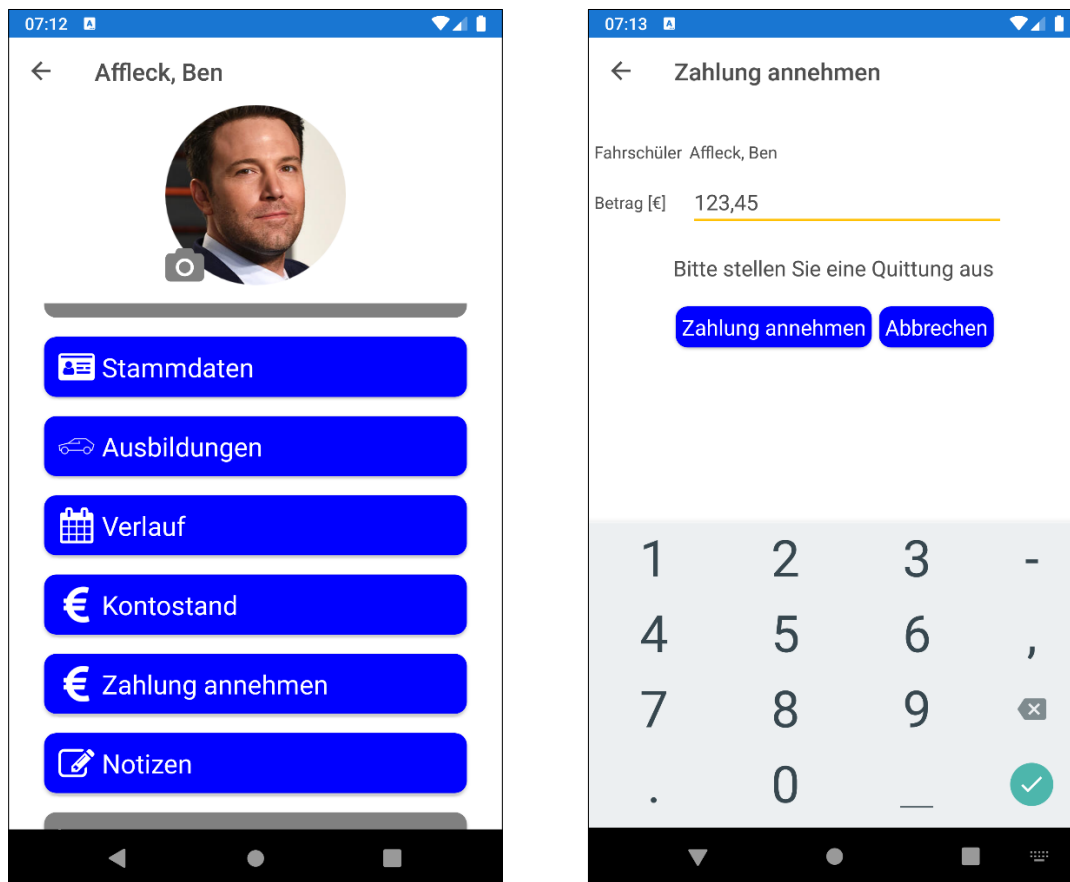 07:12
Affleck, Ben
Stammdaten
Ausbildungen
Verlauf
€ Kontostand
€ Zahlung annehmen
Notizen
07:13
Zahlung annehmen
Fahrschüler Affleck, Ben
Betrag [€] 123,45
Bitte stellen Sie eine Quittung aus
Zahlung annehmen Abbrechen
1 2 3 -
4 5 6 ,
7 8 9
. 0 _